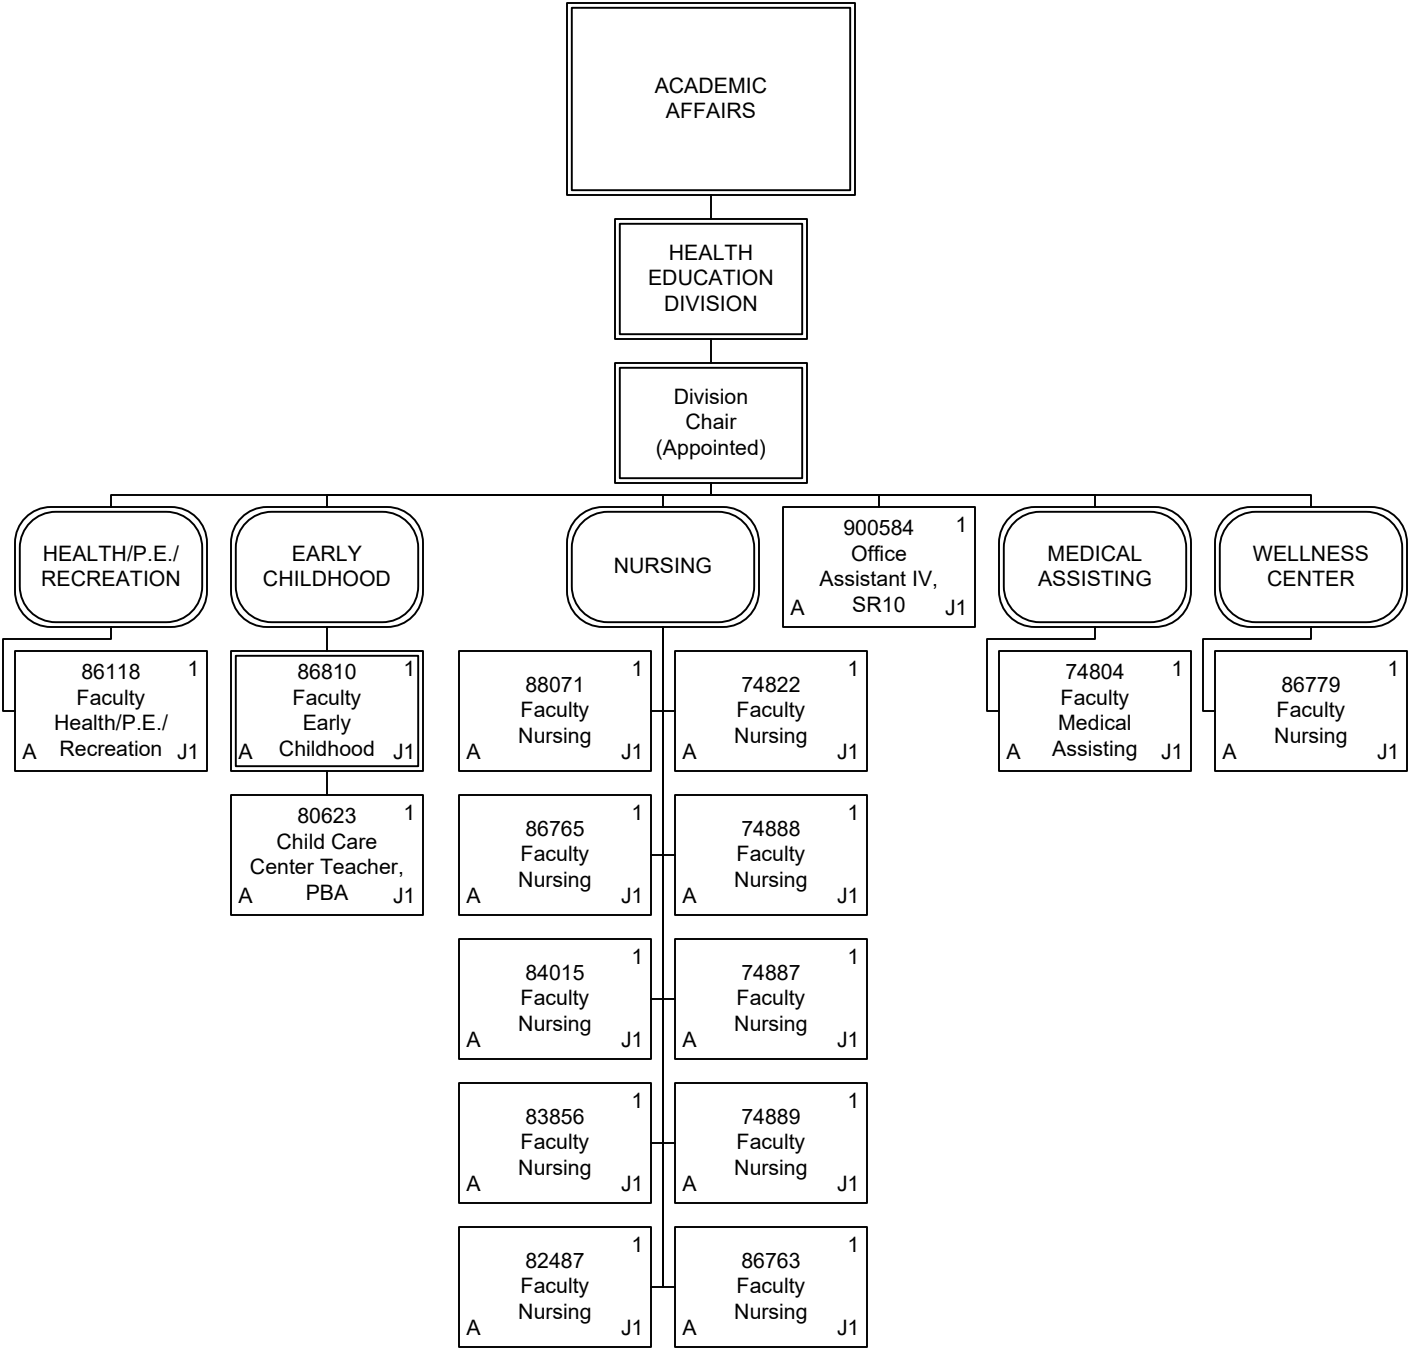 ACADEMIC
AFFAIRS
HEALTH
EDUCATION
DIVISION
Division
Chair
(Appointed)
HEALTH/P.E./
RECREATION
EARLY
CHILDHOOD
NURSING
900584 1
Office
Assistant IV,
A SR10 J1
MEDICAL
ASSISTING
WELLNESS
CENTER
86118 1
Faculty
Health/P.E./
A Recreation J1
86810 1
Faculty
Early
A Childhood J1
80623 1
Child Care
Center Teacher,
A PBA J1
1
88071
Faculty
Nursing
A J1
1
74822
Faculty
Nursing
A J1
1
86765
Faculty
Nursing
A J1
1
74888
Faculty
Nursing
A J1
1
84015
Faculty
Nursing
A J1
1
74887
Faculty
Nursing
A J1
1
83856
Faculty
Nursing
A J1
1
74889
Faculty
Nursing
A J1
1
82487
Faculty
Nursing
A J1
1
86763
Faculty
Nursing
A J1
74804 1
Faculty
Medical
A Assisting J1
1
86779
Faculty
Nursing
A J1